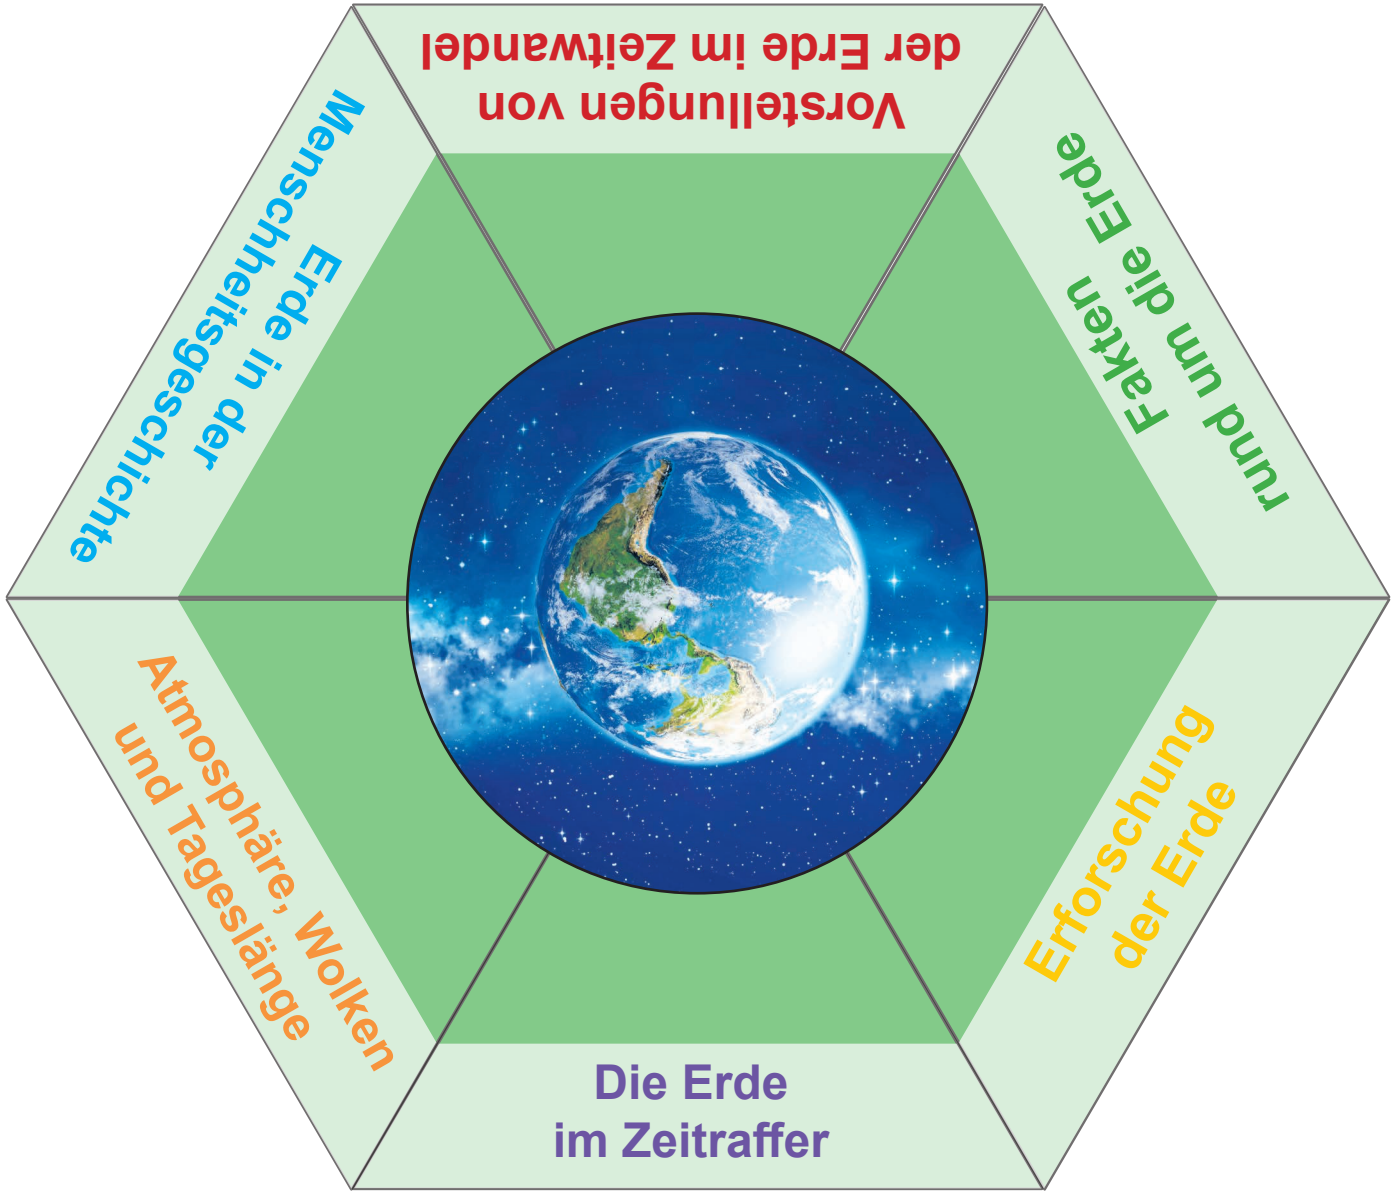 Vorstellungen von
der Erde im Zeitwandel
Fakten
rund um die Erde
Erforschung
der Erde
Die Erde
im Zeitraffer
Atmosphäre, Wolken
und Tageslänge
Erde in der
Menschheitsgeschichte